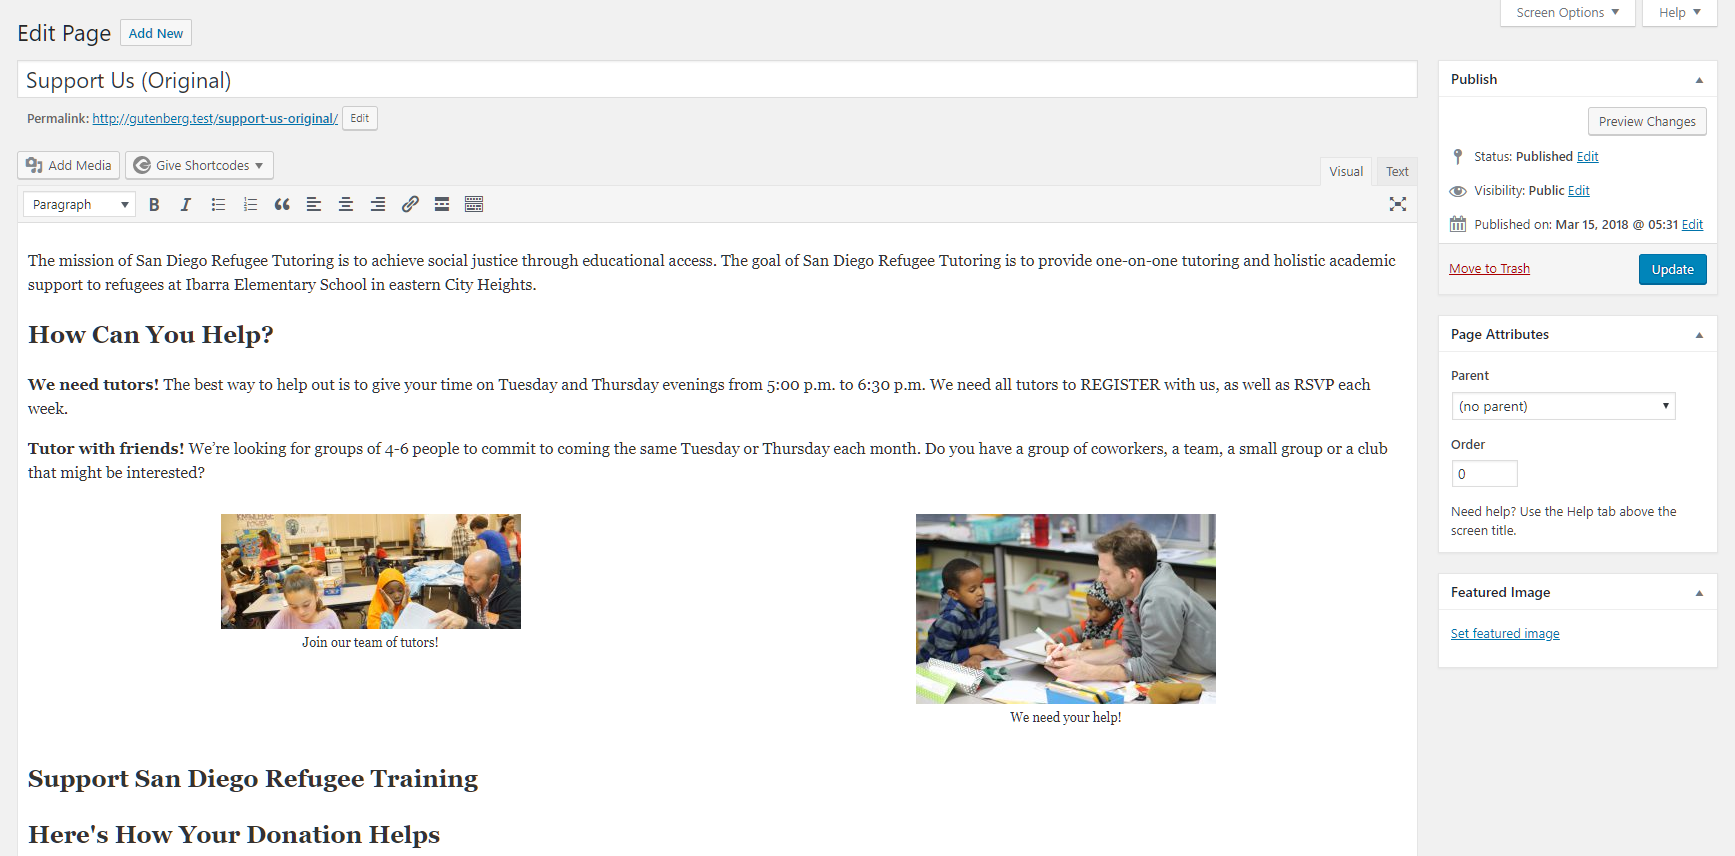 Screen Options
Help
Edit Page
Add New
Support Us (Original)
Permalink: http://gutenberg.test/support-us-original/ Edit
Add Media
Give Shortcodes
Visual
Text
Paragraph
The mission of San Diego Refugee Tutoring is to achieve social justice through educational access. The goal of San Diego Refugee Tutoring is to provide one-on-one tutoring and holistic academic
support to refugees at Ibarra Elementary School in eastern City Heights.
How Can You Help?
We need tutors! The best way to help out is to give your time on Tuesday and Thursday evenings from 5:00 p.m. to 6:30 p.m. We need all tutors to REGISTER with us, as well as RSVP each
week.
Tutor with friends! We’re looking for groups of 4-6 people to commit to coming the same Tuesday or Thursday each month. Do you have a group of coworkers, a team, a small group or a club
that might be interested?
Join our team of tutors!
We need your help!
Support San Diego Refugee Training
Here's How Your Donation Helps
Publish
Preview Changes
Status: Published Edit
Visibility: Public Edit
Published on: Mar 15, 2018 @ 05:31 Edit
Move to Trash
Update
Page Attributes
Parent
(no parent)
Order
0
Need help? Use the Help tab above the
screen title.
Featured Image
Set featured image